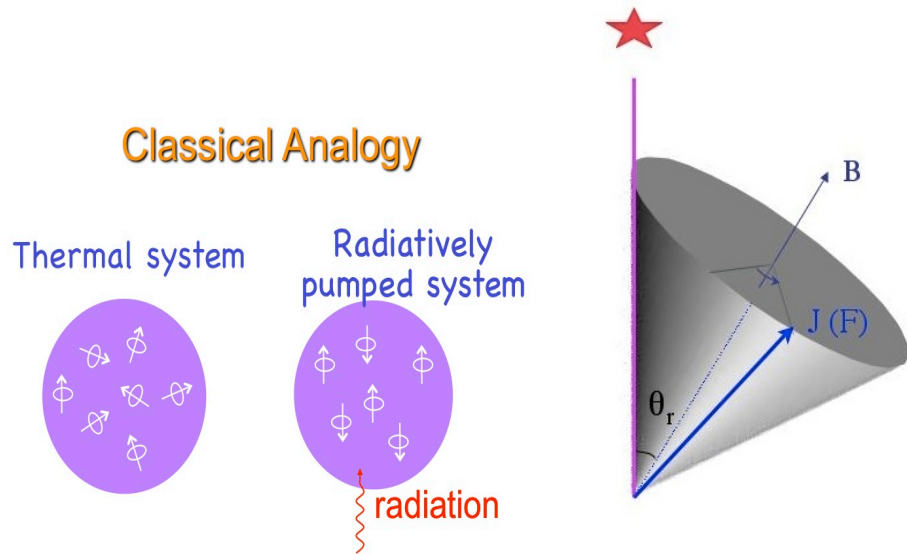 Classical Analogy
Thermal system
Radiatively
pumped system
radiation
B
J (F)
θr